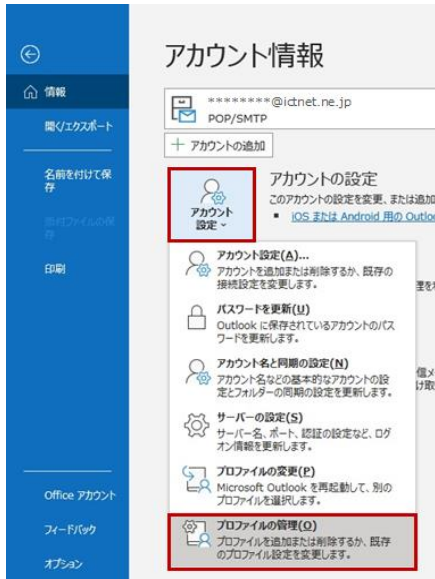 アカウント情報
情報
開く/エクスポート
名前を付けて保
存
添付ファイルの保
存
印刷
Office アカウント
フィードバック
オプション
********@ictnet.ne.jp
POP/SMTP
アカウントの追加
アカウント
設定
アカウントの設定
このアカウントの設定を変更、または追加
iOS または Android 用の Outlo
アカウント設定(A)...
アカウントを追加または削除するか、既存の
接続設定を変更します。
パスワードを更新(U)
Outlook に保存されているアカウントのパス
ワードを更新します。
アカウント名と同期の設定(N)
アカウント名などの基本的なアカウントの設
定とフォルダーの同期の設定を更新します。
サーバーの設定(S)
サーバー名、ポート、認証の設定など、ログ
オン情報を更新します。
プロファイルの変更(P)
Microsoft Outlook を再起動して、別の
プロファイルを選択します。
プロファイルの管理(O)
プロファイルを追加または削除するか、既存
のプロファイル設定を変更します。